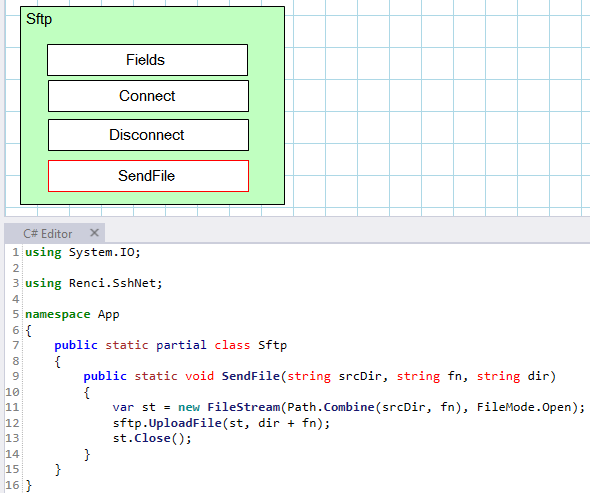 Sftp
Fields
Connect
Disconnect
SendFile
C# Editor ✕
1 using System.IO;
2
3 using Renci.SshNet;
4
5 namespace App
6 {
7     public static partial class Sftp
8     {
9         public static void SendFile(string srcDir, string fn, string dir)
10         {
11             var st = new FileStream(Path.Combine(srcDir, fn), FileMode.Open);
12             sftp.UploadFile(st, dir + fn);
13             st.Close();
14         }
15     }
16 }